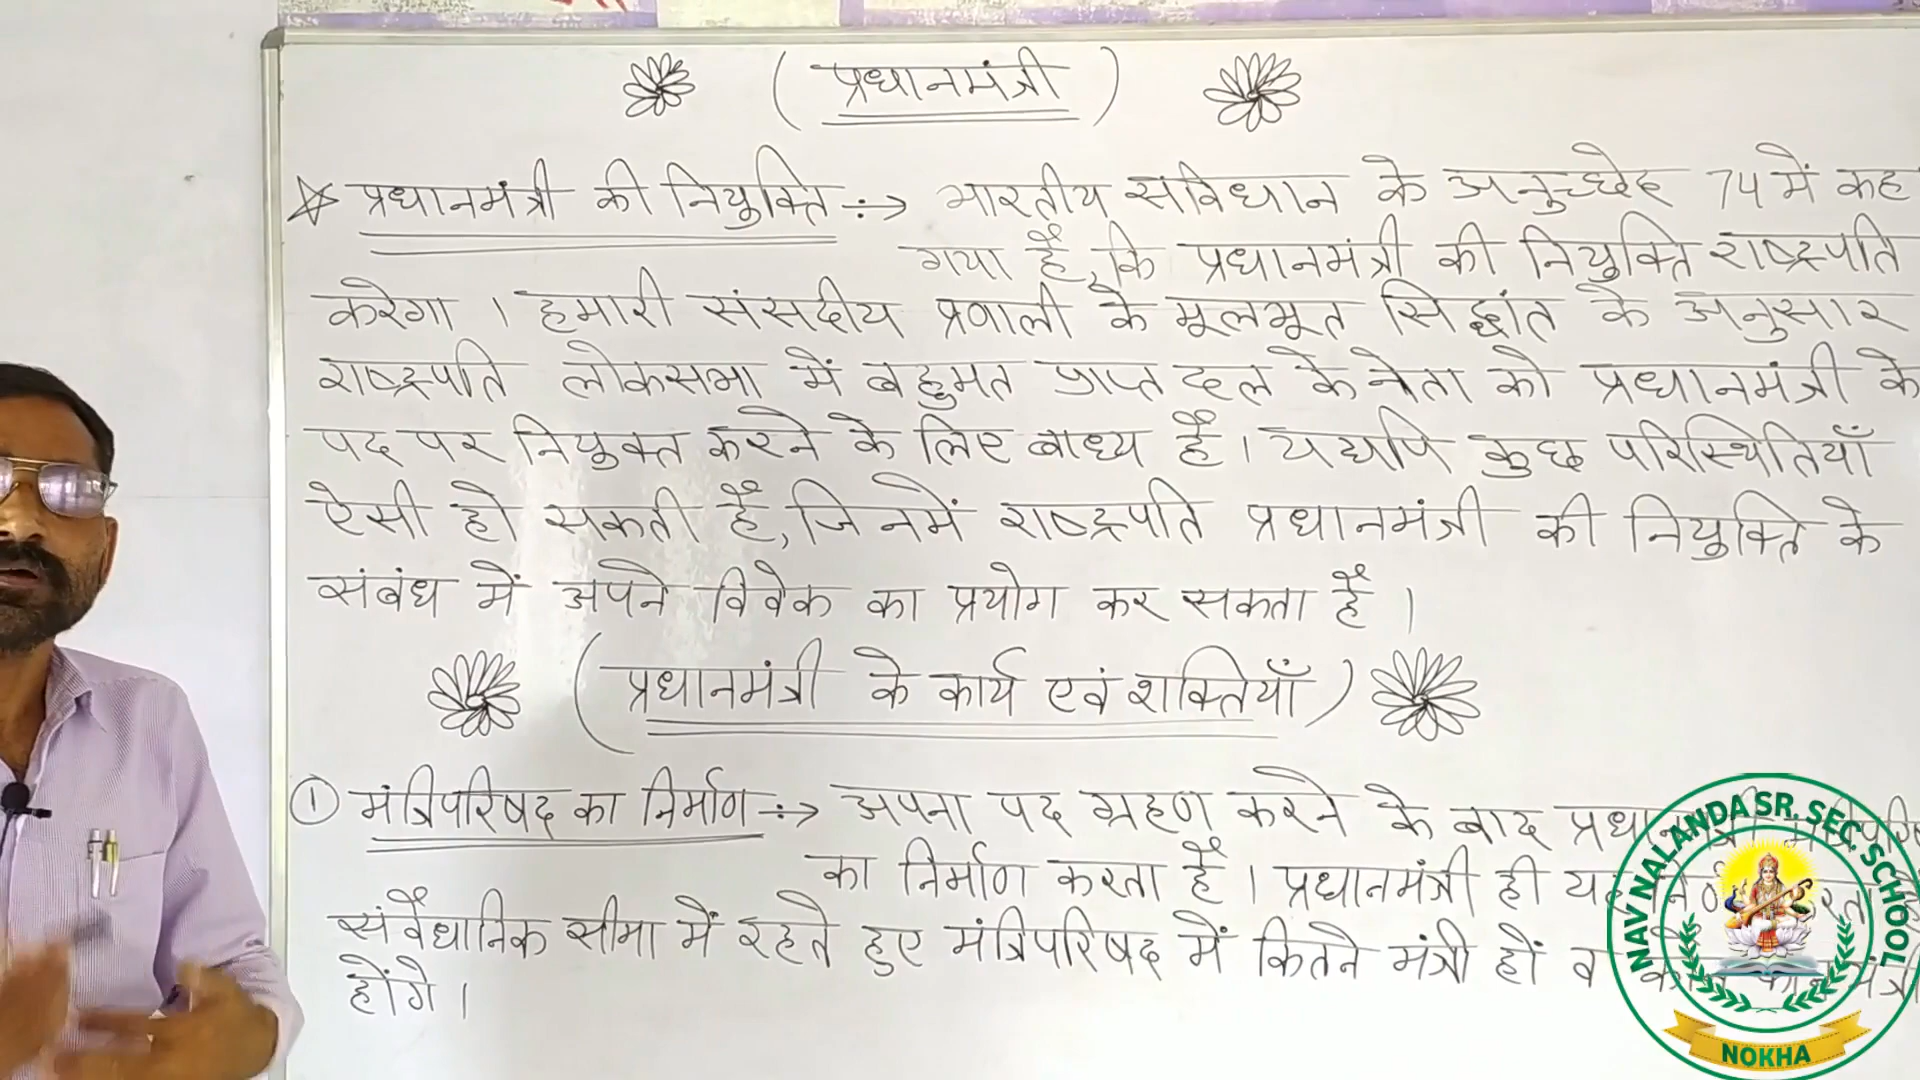 ( प्रधानमंत्री )
प्रधानमंत्री की नियुक्ति :-> भारतीय संविधान के अनुच्छेद 74 में कह
गया है, कि प्रधानमंत्री की नियुक्ति राष्ट्रपति
करेगा । हमारी संसदीय प्रणाली के मूलभूत सिद्धांत के अनुसार
राष्ट्रपति लोकसभा में बहुमत प्राप्त दल के नेता को प्रधानमंत्री के
पद पर नियुक्त करने के लिए बाध्य है । यद्यपि कुछ परिस्थितियाँ
ऐसी हो सकती है, जिनमें राष्ट्रपति प्रधानमंत्री की नियुक्ति के
संबंध में अपने विवेक का प्रयोग कर सकता है ।
( प्रधानमंत्री के कार्य एवं शक्तियाँ )
① मंत्रिपरिषद का निर्माण :-> अपना पद ग्रहण करने के बाद
का निर्माण करता है । प्रधानमंत्री ही
संवैधानिक सीमा में रहते हुए मंत्रिपरिषद में कितने मंत्री हों व
होंगे ।
NAV NALANDA SR. SEC. SCHOOL
NOKHA